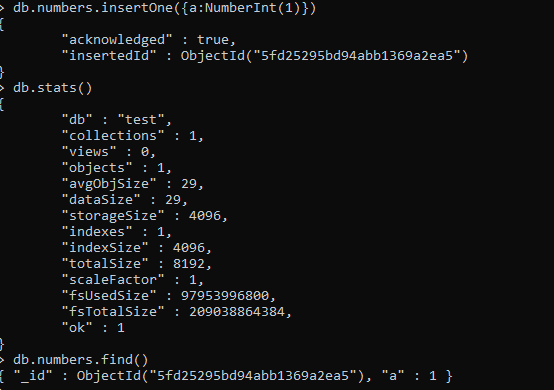 > db.numbers.insertOne({a:NumberInt(1)})
{
        "acknowledged" : true,
        "insertedId" : ObjectId("5fd25295bd94abb1369a2ea5")
}
> db.stats()
{
        "db" : "test",
        "collections" : 1,
        "views" : 0,
        "objects" : 1,
        "avgObjSize" : 29,
        "dataSize" : 29,
        "storageSize" : 4096,
        "indexes" : 1,
        "indexSize" : 4096,
        "totalSize" : 8192,
        "scaleFactor" : 1,
        "fsUsedSize" : 97953996800,
        "fsTotalSize" : 209038864384,
        "ok" : 1
}
> db.numbers.find()
{ "_id" : ObjectId("5fd25295bd94abb1369a2ea5"), "a" : 1 }